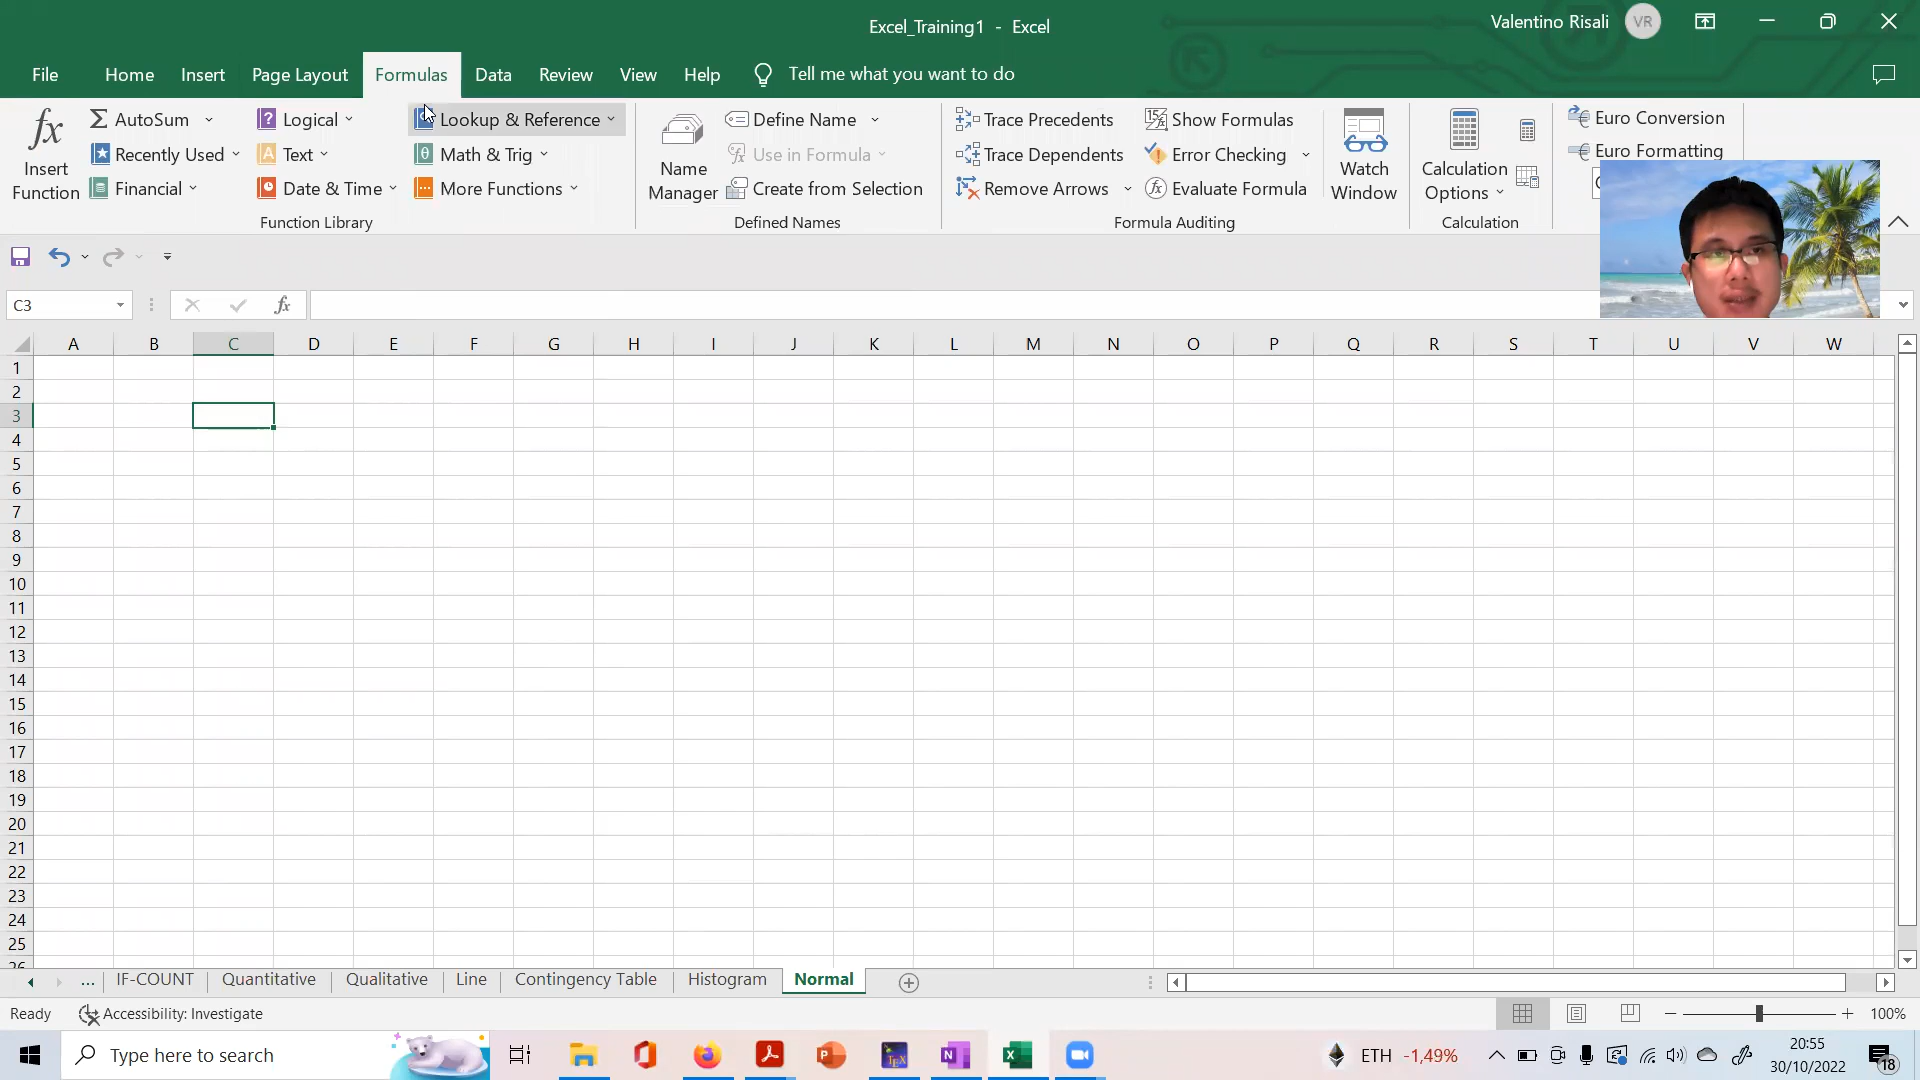 Excel_Training1 - Excel
Valentino Risali VR
File Home Insert Page Layout Formulas Data Review View Help Tell me what you want to do
fx Insert Function
AutoSum
Recently Used
Financial
Logical
Text
Date & Time
Lookup & Reference
Math & Trig
More Functions
Function Library
Name Manager
Define Name
Use in Formula
Create from Selection
Defined Names
Trace Precedents
Trace Dependents
Remove Arrows
Show Formulas
Error Checking
Evaluate Formula
Formula Auditing
Watch Window
Calculation Options
Calculation
Euro Conversion
Euro Formatting
C3 fx
A B C D E F G H I J K L M N O P Q R S T U V W
1
2
3
4
5
6
7
8
9
10
11
12
13
14
15
16
17
18
19
20
21
22
23
24
25
... IF-COUNT Quantitative Qualitative Line Contingency Table Histogram Normal
Ready Accessibility: Investigate 100%
Type here to search ETH -1,49% 20:55
30/10/2022 18